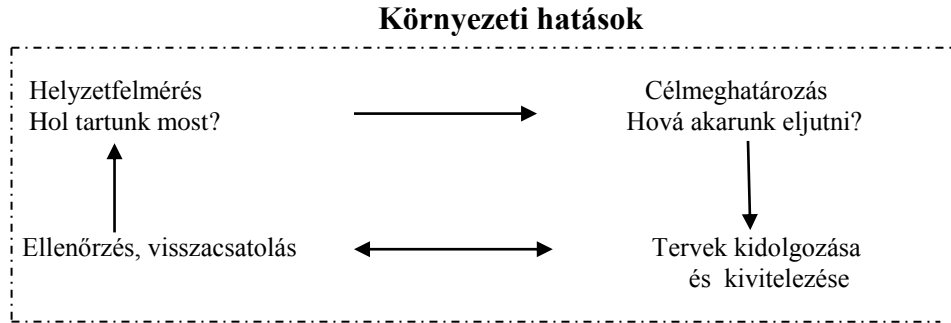 Környezeti hatások
Helyzetfelmérés
Hol tartunk most?
Célmeghatározás
Hová akarunk eljutni?
Ellenőrzés, visszacsatolás
Tervek kidolgozása
és kivitelezése